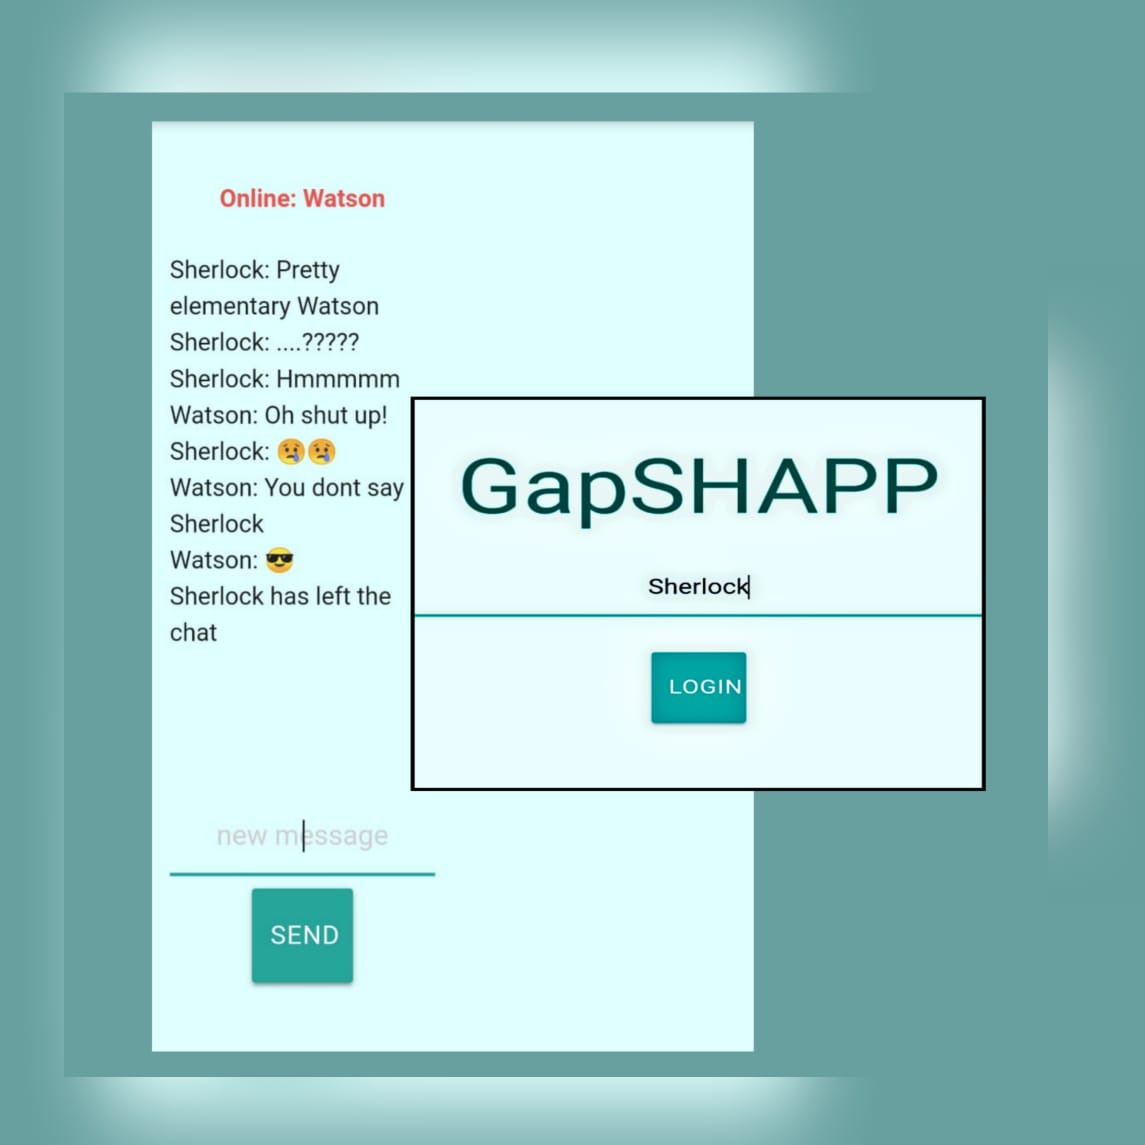 Online: Watson
Sherlock: Pretty
elementary Watson
Sherlock: ....?????
Sherlock: Hmmmmm
Watson: Oh shut up!
Sherlock: 😢😢
Watson: You dont say
Sherlock
Watson: 😎
Sherlock has left the
chat
new message
SEND
GapSHAPP
Sherlock
LOGIN